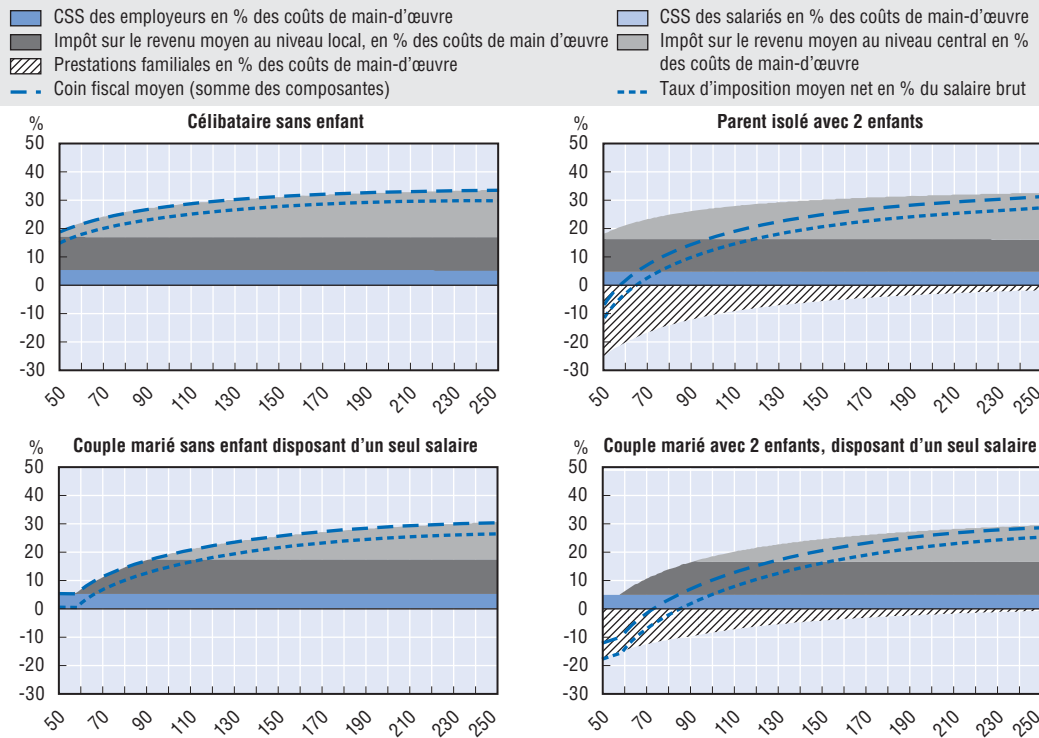 CSS des employeurs en % des coûts de main-d'œuvre
CSS des salariés en % des coûts de main-d'œuvre
Impôt sur le revenu moyen au niveau local, en % des coûts de main d'œuvre
Impôt sur le revenu moyen au niveau central en %
des coûts de main-d'œuvre
Prestations familiales en % des coûts de main-d'œuvre
Coin fiscal moyen (somme des composantes)
Taux d'imposition moyen net en % du salaire brut
% Célibataire sans enfant
50
40
30
20
10
0
-10
-20
-30
50 70 90 110 130 150 170 190 210 230 250
% Parent isolé avec 2 enfants
50
40
30
20
10
0
-10
-20
-30
50 70 90 110 130 150 170 190 210 230 250
% Couple marié sans enfant disposant d'un seul salaire
50
40
30
20
10
0
-10
-20
-30
50 70 90 110 130 150 170 190 210 230 250
% Couple marié avec 2 enfants, disposant d'un seul salaire
50
40
30
20
10
0
-10
-20
-30
50 70 90 110 130 150 170 190 210 230 250